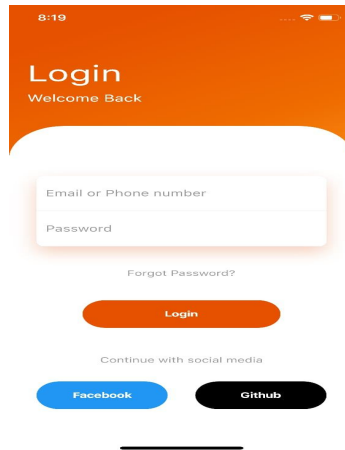 8:19
Login
Welcome Back
Email or Phone number
Password
Forgot Password?
Login
Continue with social media
Facebook Github